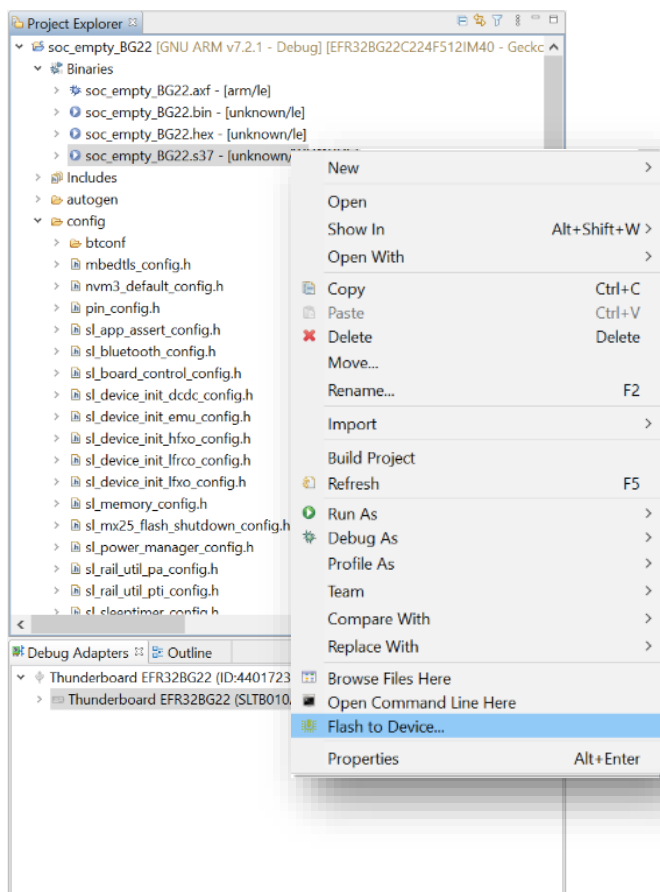 Project Explorer
soc_empty_BG22 [GNU ARM v7.2.1 - Debug] [EFR32BG22C224F512IM40 - Gecko
Binaries
soc_empty_BG22.axf - [arm/le]
soc_empty_BG22.bin - [unknown/le]
soc_empty_BG22.hex - [unknown/le]
soc_empty_BG22.s37 - [unknown/
Includes
autogen
config
btconf
mbedtls_config.h
nvm3_default_config.h
pin_config.h
sl_app_assert_config.h
sl_bluetooth_config.h
sl_board_control_config.h
sl_device_init_dcdc_config.h
sl_device_init_emu_config.h
sl_device_init_hfxo_config.h
sl_device_init_lfrco_config.h
sl_device_init_lfxo_config.h
sl_memory_config.h
sl_mx25_flash_shutdown_config.h
sl_power_manager_config.h
sl_rail_util_pa_config.h
sl_rail_util_pti_config.h
sl_sleeptimer_config.h
Debug Adapters Outline
Thunderboard EFR32BG22 (ID:4401723
Thunderboard EFR32BG22 (SLTB010
New
Open
Show In Alt+Shift+W
Open With
Copy Ctrl+C
Paste Ctrl+V
Delete Delete
Move...
Rename... F2
Import
Build Project
Refresh F5
Run As
Debug As
Profile As
Team
Compare With
Replace With
Browse Files Here
Open Command Line Here
Flash to Device...
Properties Alt+Enter